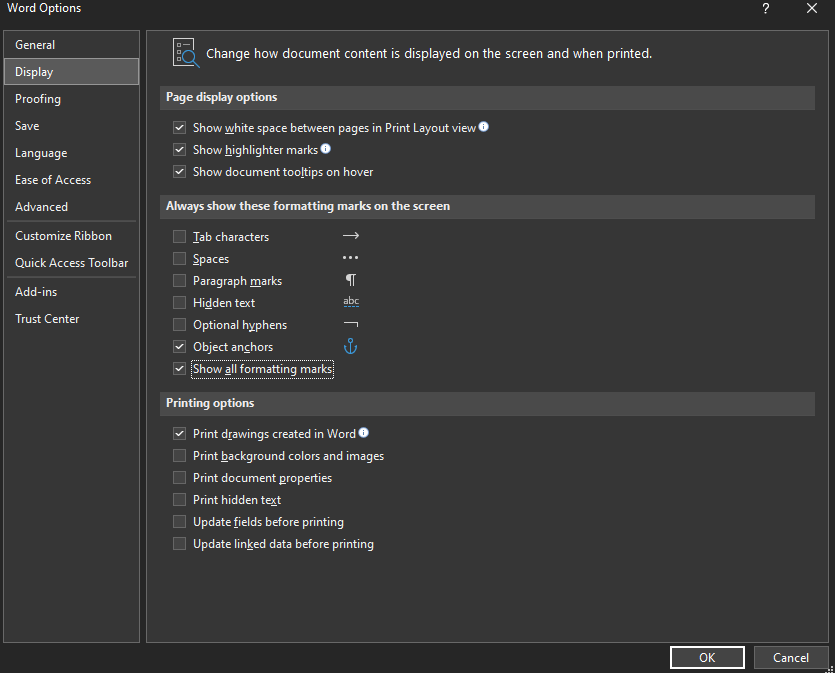 Word Options
?
General
Display
Proofing
Save
Language
Ease of Access
Advanced
Customize Ribbon
Quick Access Toolbar
Add-ins
Trust Center
Change how document content is displayed on the screen and when printed.
Page display options
Show white space between pages in Print Layout view
Show highlighter marks
Show document tooltips on hover
Always show these formatting marks on the screen
Tab characters →
Spaces •••
Paragraph marks ¶
Hidden text abc
Optional hyphens ¬
Object anchors
Show all formatting marks
Printing options
Print drawings created in Word
Print background colors and images
Print document properties
Print hidden text
Update fields before printing
Update linked data before printing
OK Cancel